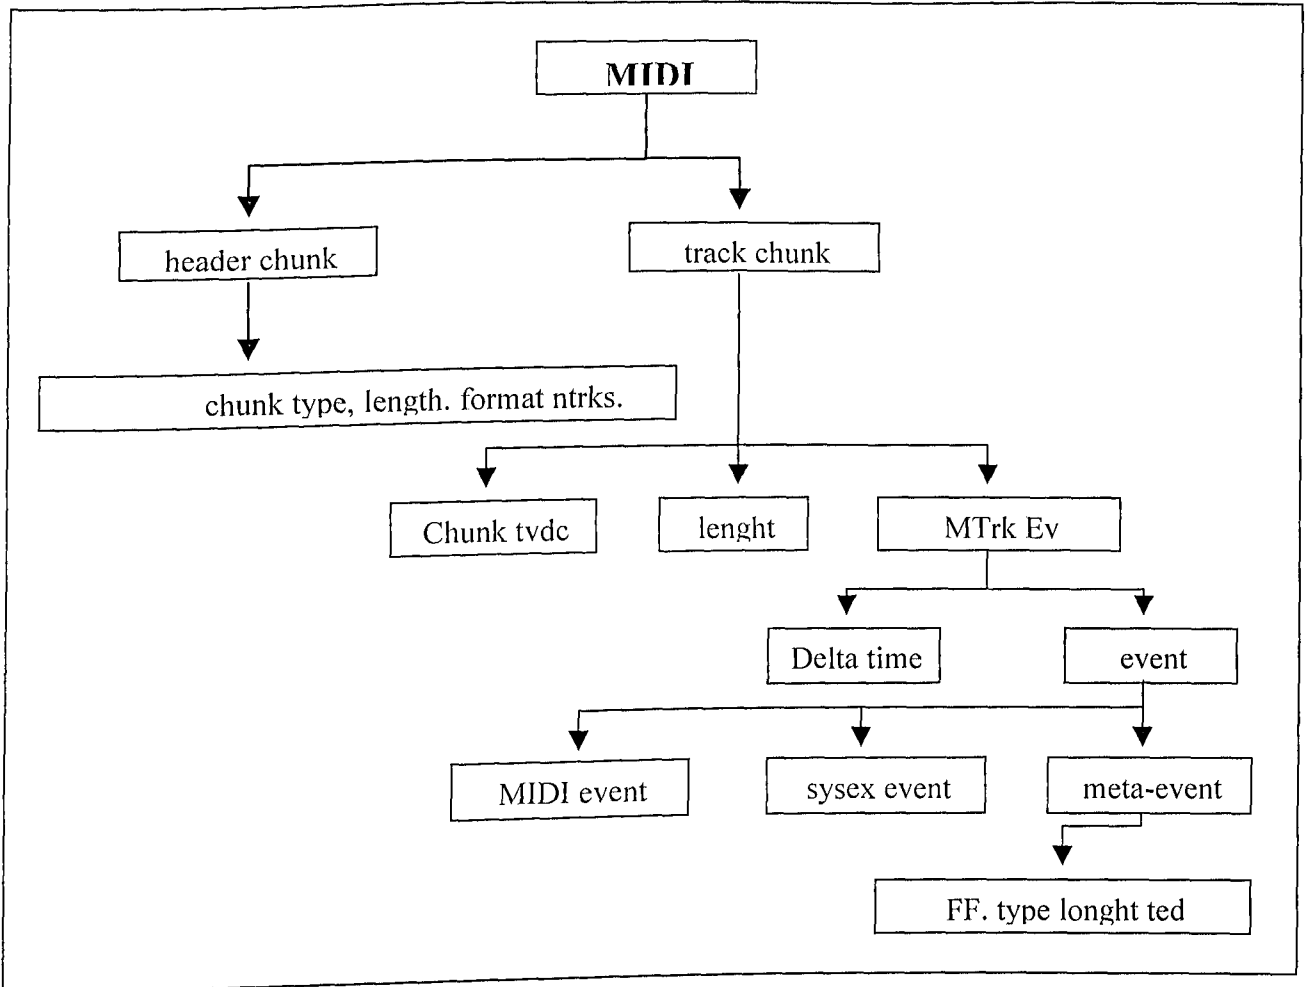 MIDI
header chunk
track chunk
chunk type, length. format ntrks.
Chunk tvdc
lenght
MTrk Ev
Delta time
event
MIDI event
sysex event
meta-event
FF. type longht ted